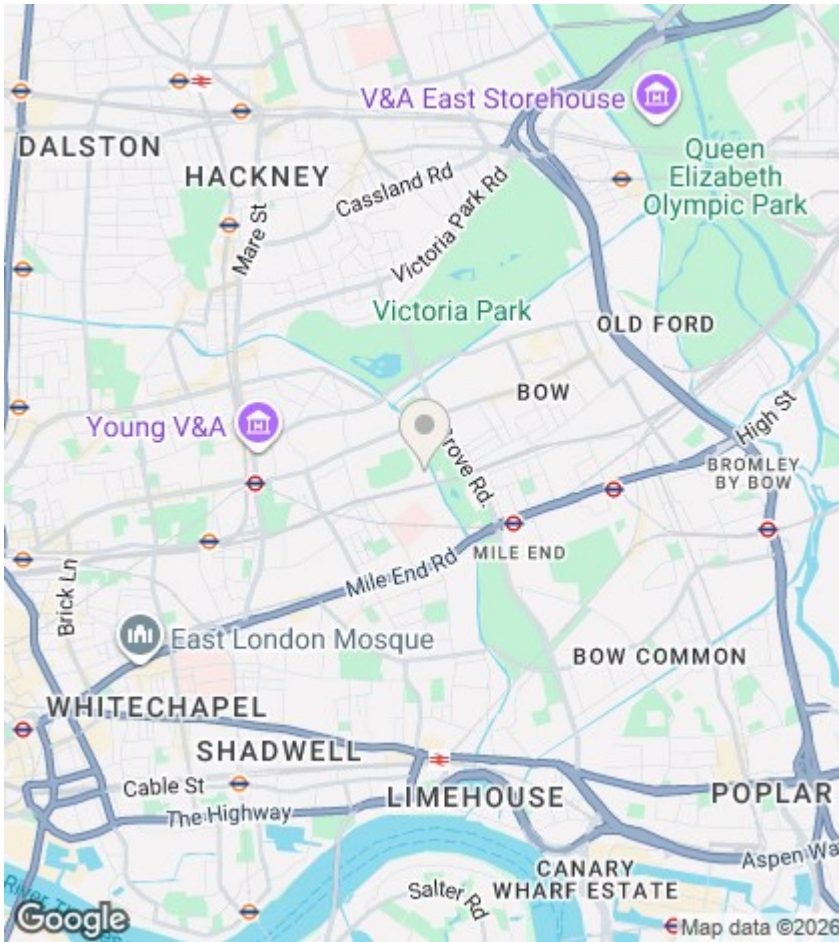 V&A East Storehouse
DALSTON
HACKNEY
Cassland Rd
Queen
Elizabeth
Olympic Park
Mare St
Victoria Park Rd
Victoria Park
OLD FORD
BOW
Young V&A
High St
Grove Rd.
BROMLEY
BY BOW
MILE END
Mile End Rd
Brick Ln
East London Mosque
BOW COMMON
WHITECHAPEL
SHADWELL
Cable St
LIMEHOUSE
POPLAR
The Highway
Aspen Wa
CANARY
WHARF ESTATE
Salter Rd
River
Google
Map data ©2026